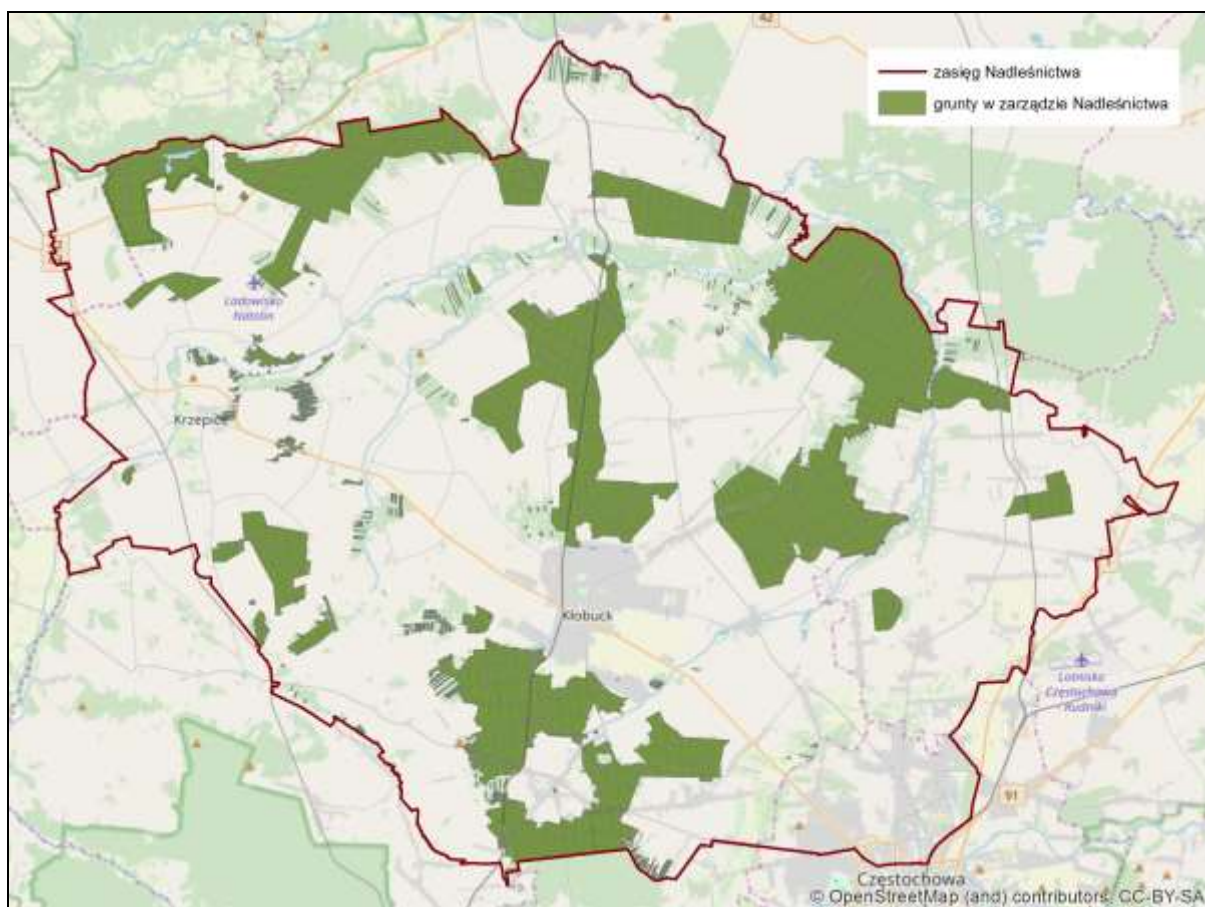 42
zasięg Nadleśnictwa
grunty w zarządzie Nadleśnictwa
Lądowisko
Natolin
Krzepice
Kłobuck
Lotnisko
Częstochowa
Rudniki
91
Częstochowa
© OpenStreetMap (and) contributors, CC-BY-SA